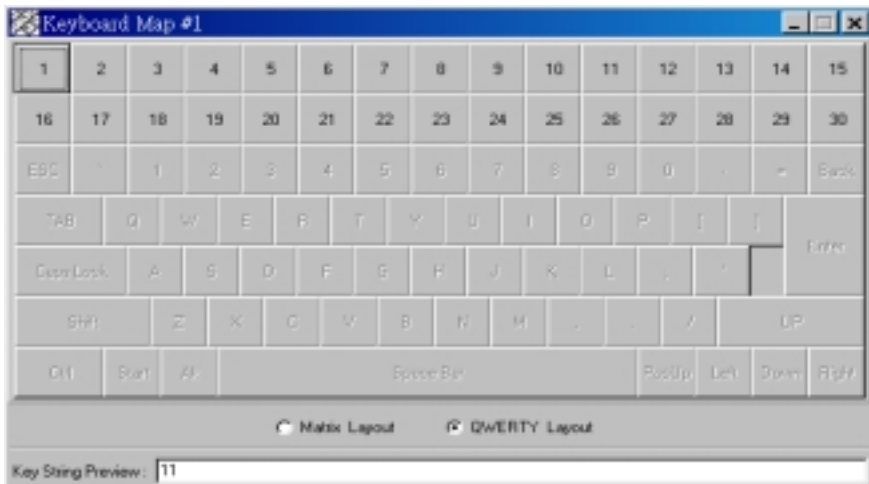 Keyboard Map #1
1 2 3 4 5 6 7 8 9 10 11 12 13 14 15
16 17 18 19 20 21 22 23 24 25 26 27 28 29 30
ESC ` 1 2 3 4 5 6 7 8 9 0 - = Back
TAB Q W E R T Y U I O P [ ]
Caps Lock A S D F G H J K L ; ' Enter
Shift Z X C V B N M , . / UP
Ctrl Start Alt Space Bar Left Down Right
Matrix Layout QWERTY Layout
Key String Preview : 11